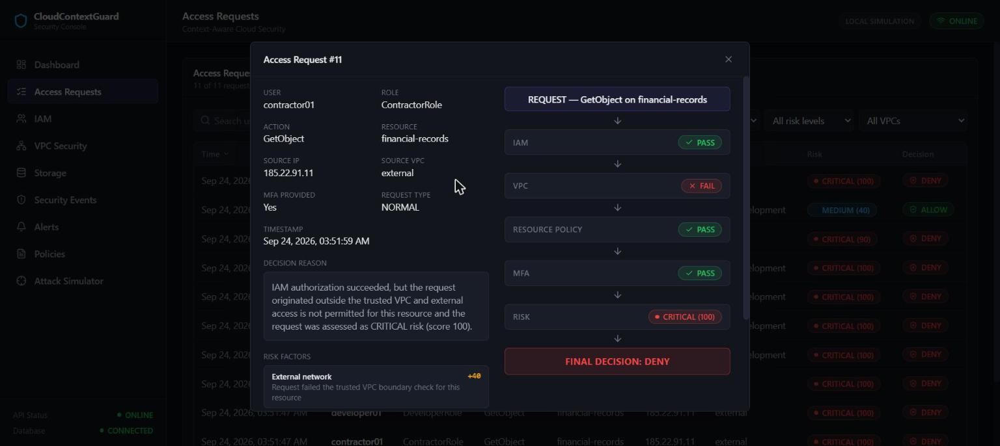 CloudContextGuard
Security Console
Access Requests
Context-Aware Cloud Security
LOCAL SIMULATION
ONLINE
Dashboard
Access Requests
IAM
VPC Security
Storage
Security Events
Alerts
Policies
Attack Simulator
API Status
ONLINE
Database
CONNECTED
11 of 11
Search
All risk levels
All VPCs
Time
Risk
Decision
Sep 24, 2026
CRITICAL (100)
DENY
Sep 24, 2026
MEDIUM (40)
ALLOW
Sep 24, 2026
CRITICAL (90)
DENY
Sep 24, 2026
CRITICAL (100)
DENY
Sep 24, 2026
CRITICAL (100)
DENY
Sep 24, 2026
CRITICAL (100)
DENY
Sep 24, 2026
CRITICAL (100)
DENY
Sep 24, 2026
CRITICAL (100)
DENY
Sep 24, 2026, 03:51:47 AM
developer01
DeveloperRole
GetObject
financial-records
185.22.91.11
external
CRITICAL (100)
DENY
Sep 24, 2026, 03:51:47 AM
contractor01
ContractorRole
GetObject
financial-records
185.22.91.11
external
CRITICAL (100)
DENY
Access Request #11
USER
contractor01
ROLE
ContractorRole
ACTION
GetObject
RESOURCE
financial-records
SOURCE IP
185.22.91.11
SOURCE VPC
external
MFA PROVIDED
Yes
REQUEST TYPE
NORMAL
TIMESTAMP
Sep 24, 2026, 03:51:59 AM
DECISION REASON
IAM authorization succeeded, but the request
originated outside the trusted VPC and external
access is not permitted for this resource and the
request was assessed as CRITICAL risk (score 100).
RISK FACTORS
External network
+40
Request failed the trusted VPC boundary check for this
resource
REQUEST — GetObject on financial-records
IAM
PASS
VPC
FAIL
RESOURCE POLICY
PASS
MFA
PASS
RISK
CRITICAL (100)
FINAL DECISION: DENY